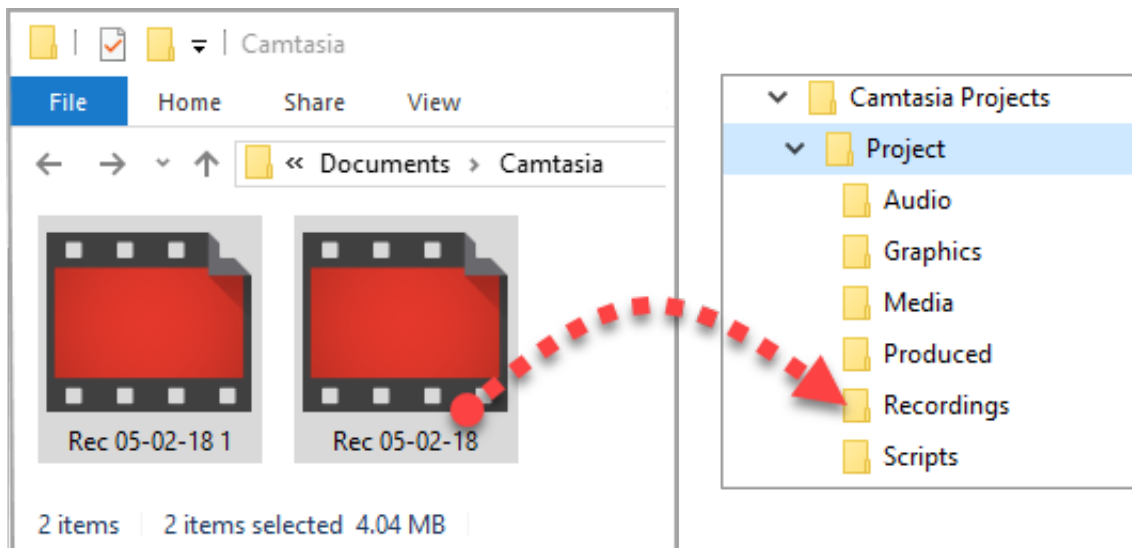 Camtasia
File Home Share View
« Documents > Camtasia
Rec 05-02-18 1 Rec 05-02-18
2 items 2 items selected 4.04 MB
Camtasia Projects
Project
Audio
Graphics
Media
Produced
Recordings
Scripts